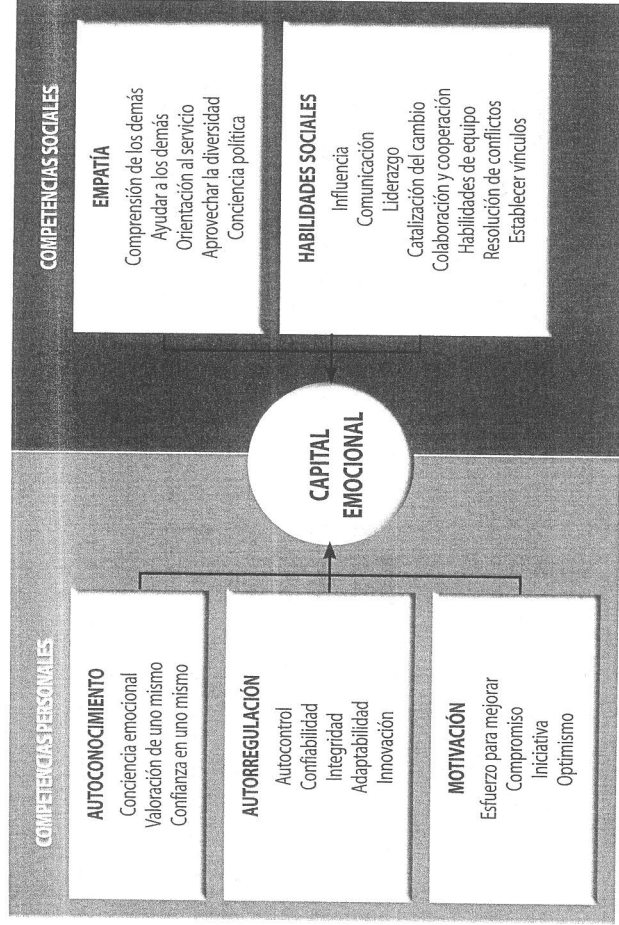 COMPETENCIAS PERSONALES
AUTOCONOCIMIENTO
Conciencia emocional
Valoración de uno mismo
Confianza en uno mismo
AUTORREGULACIÓN
Autocontrol
Confiabilidad
Integridad
Adaptabilidad
Innovación
MOTIVACIÓN
Esfuerzo para mejorar
Compromiso
Iniciativa
Optimismo
CAPITAL
EMOCIONAL
COMPETENCIAS SOCIALES
EMPATÍA
Comprensión de los demás
Ayudar a los demás
Orientación al servicio
Aprovechar la diversidad
Conciencia política
HABILIDADES SOCIALES
Influencia
Comunicación
Liderazgo
Catalización del cambio
Colaboración y cooperación
Habilidades de equipo
Resolución de conflictos
Establecer vínculos